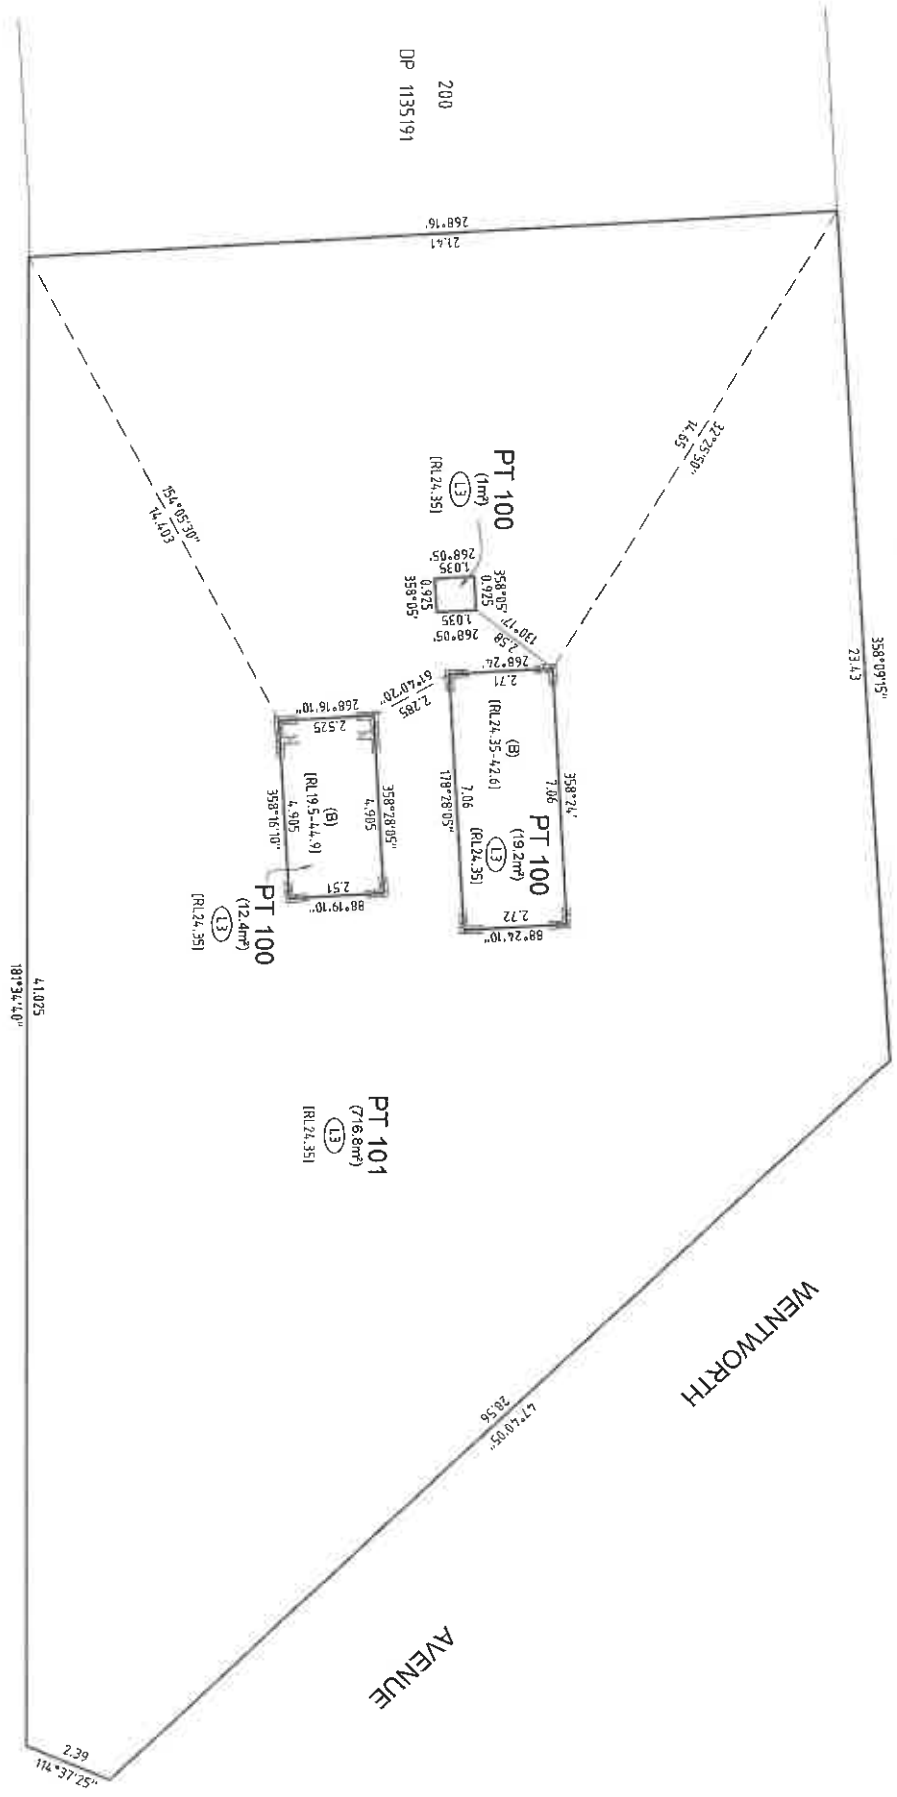 200
DP 1135191
268°16'
21.41
358°09'15"
23.43
32°25'50"
14.65
154°05'30"
14.403
PT 100
(1m²)
L3
[RL24.35]
268°05'
1.035
358°05'
0.925
0.925
358°05'
1.035
268°05'
130°17'
2.58
268°24'
2.71
61°40'20"
2.285
(B)
[RL24.35-42.6]
358°24'
7.06
7.06
178°28'05"
PT 100
(19.2m²)
L3
[RL24.35]
2.72
88°24'10"
268°16'10"
2.525
358°28'05"
4.905
(B)
[RL19.5-44.9]
4.905
358°16'10"
2.51
88°19'10"
PT 100
(12.4m²)
L3
[RL24.35]
41.025
181°34'40"
PT 101
(716.8m²)
L3
[RL24.35]
WENTWORTH
AVENUE
47°40'05"
28.56
2.39
114°37'25"